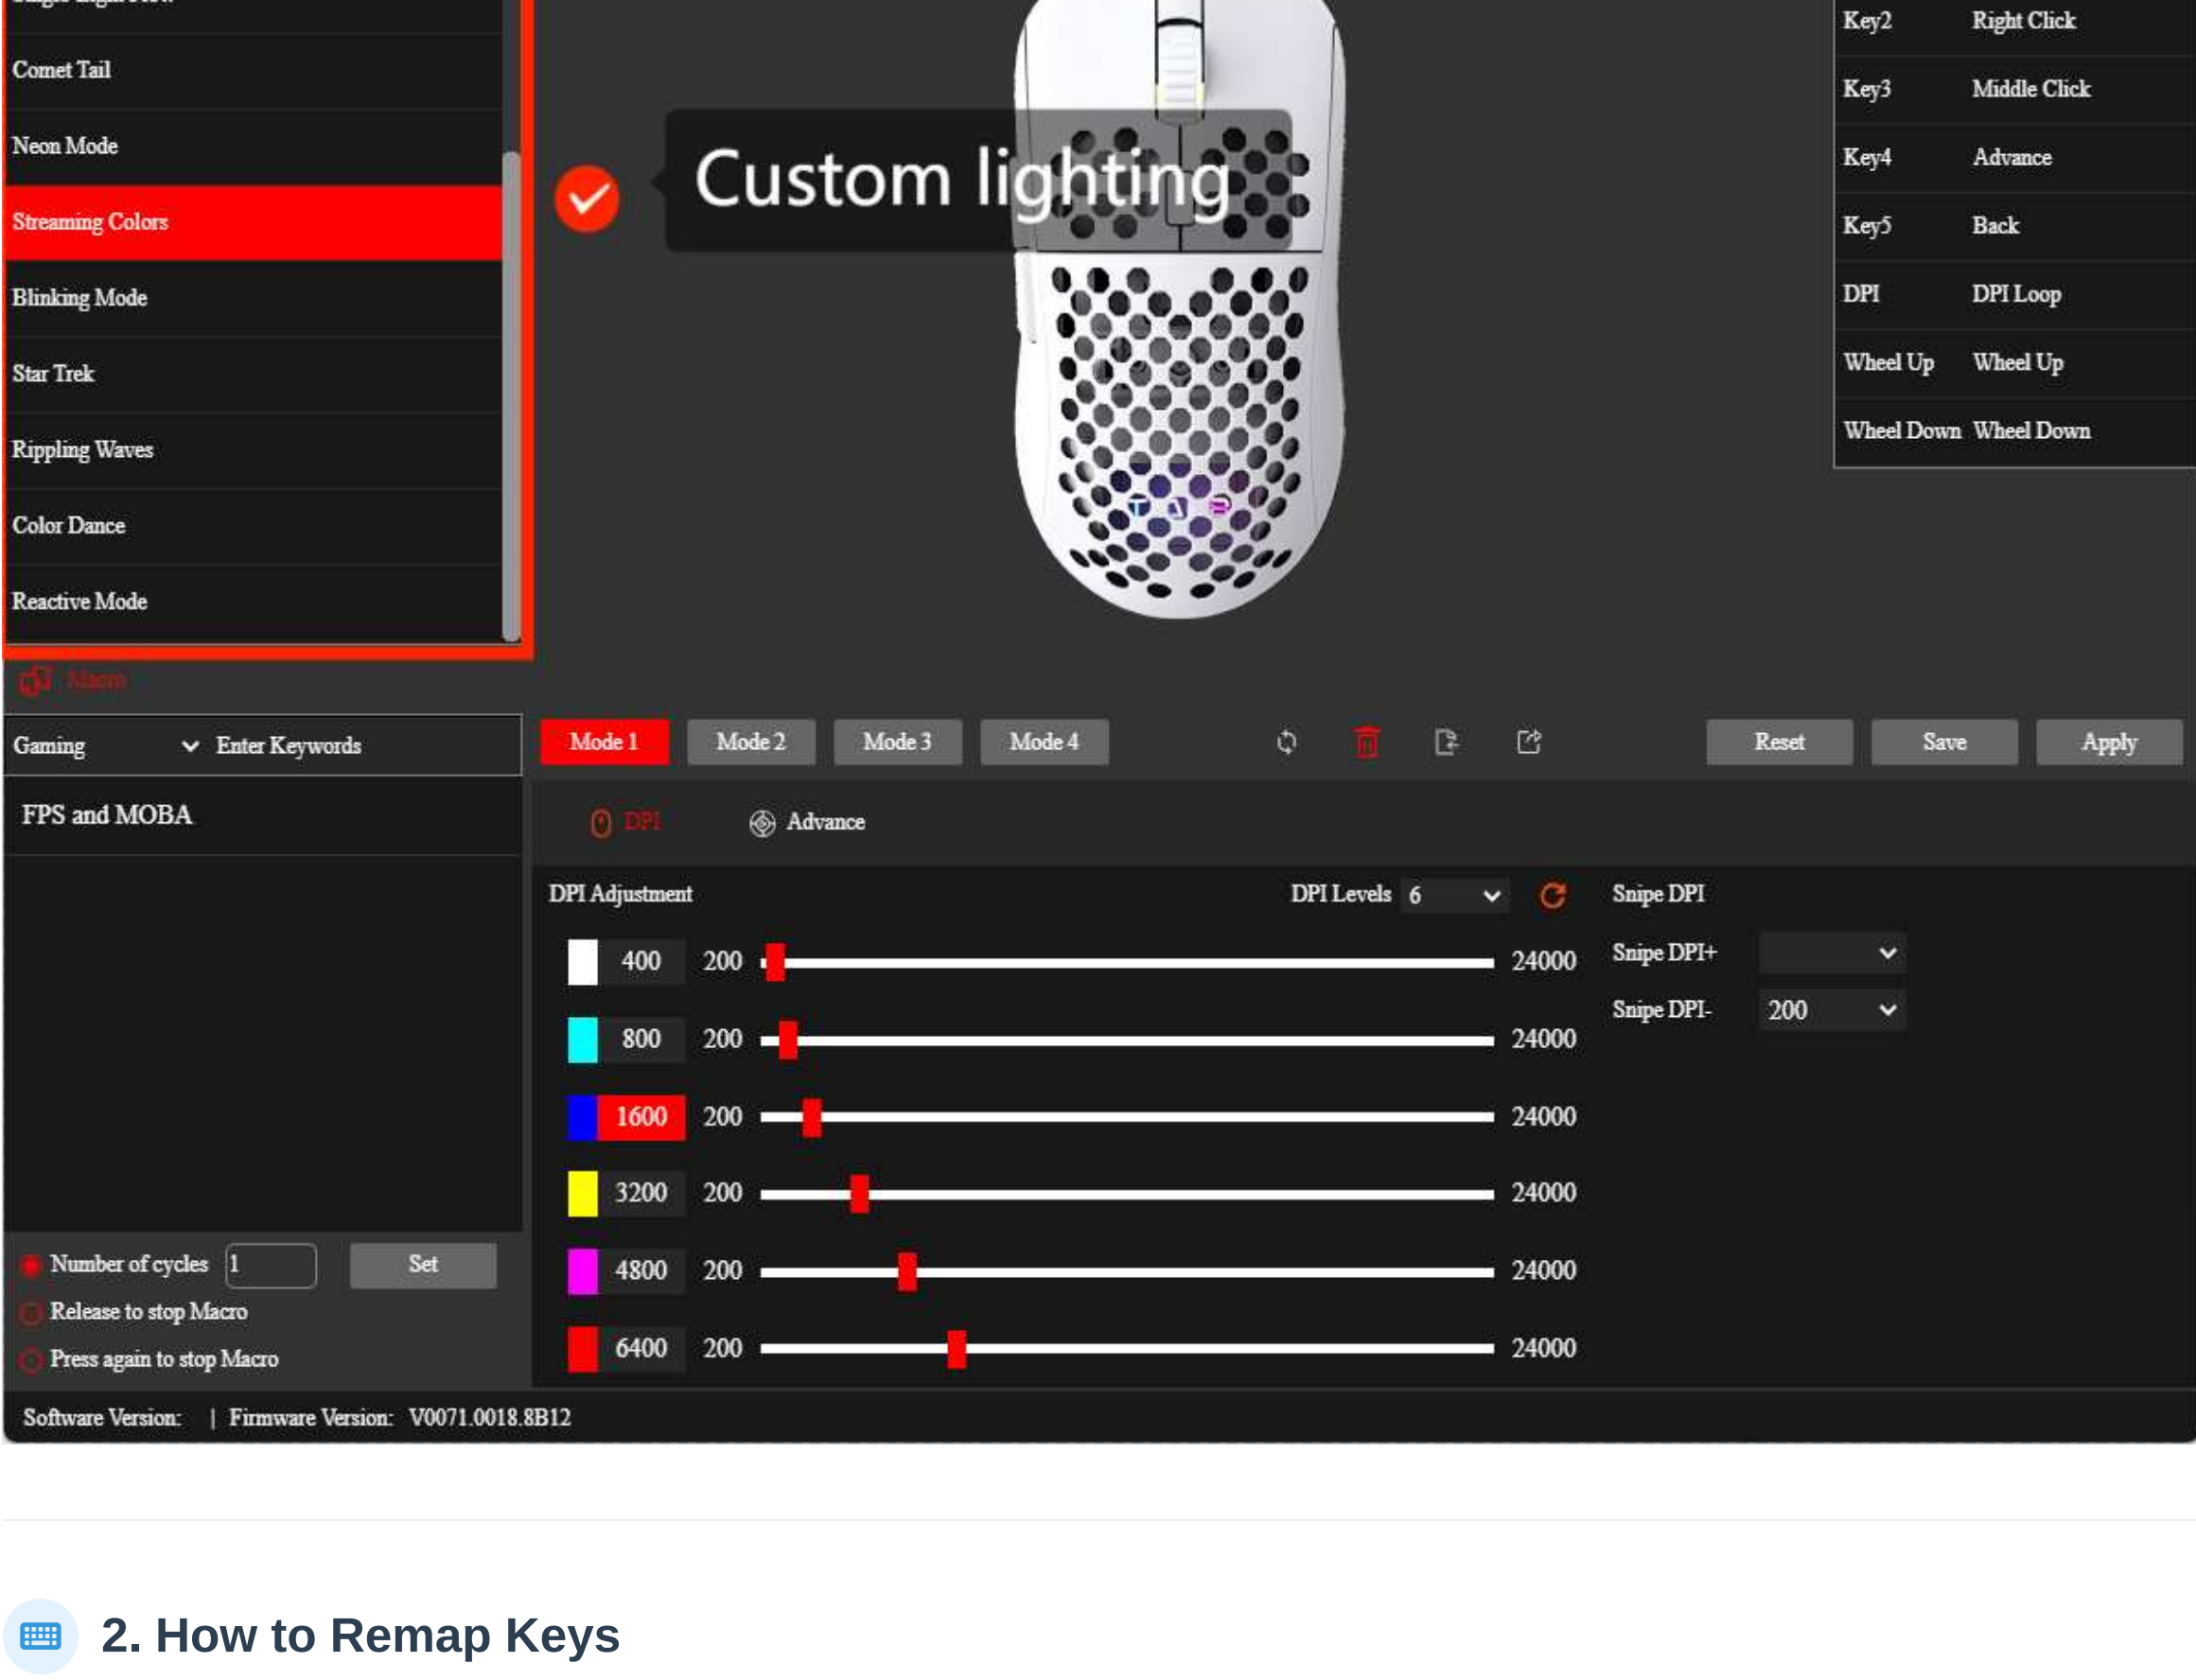 Comet Tail
Neon Mode
Streaming Colors
Blinking Mode
Star Trek
Rippling Waves
Color Dance
Reactive Mode
Custom lighting
Key2 Right Click
Key3 Middle Click
Key4 Advance
Key5 Back
DPI DPI Loop
Wheel Up Wheel Up
Wheel Down Wheel Down
Macro
Gaming Enter Keywords
FPS and MOBA
Number of cycles 1 Set
Release to stop Macro
Press again to stop Macro
Mode 1 Mode 2 Mode 3 Mode 4 Reset Save Apply
DPI Advance
DPI Adjustment DPI Levels 6 Snipe DPI
400 200 24000 Snipe DPI+
800 200 24000 Snipe DPI- 200
1600 200 24000
3200 200 24000
4800 200 24000
6400 200 24000
Software Version: | Firmware Version: V0071.0018.8B12
2. How to Remap Keys